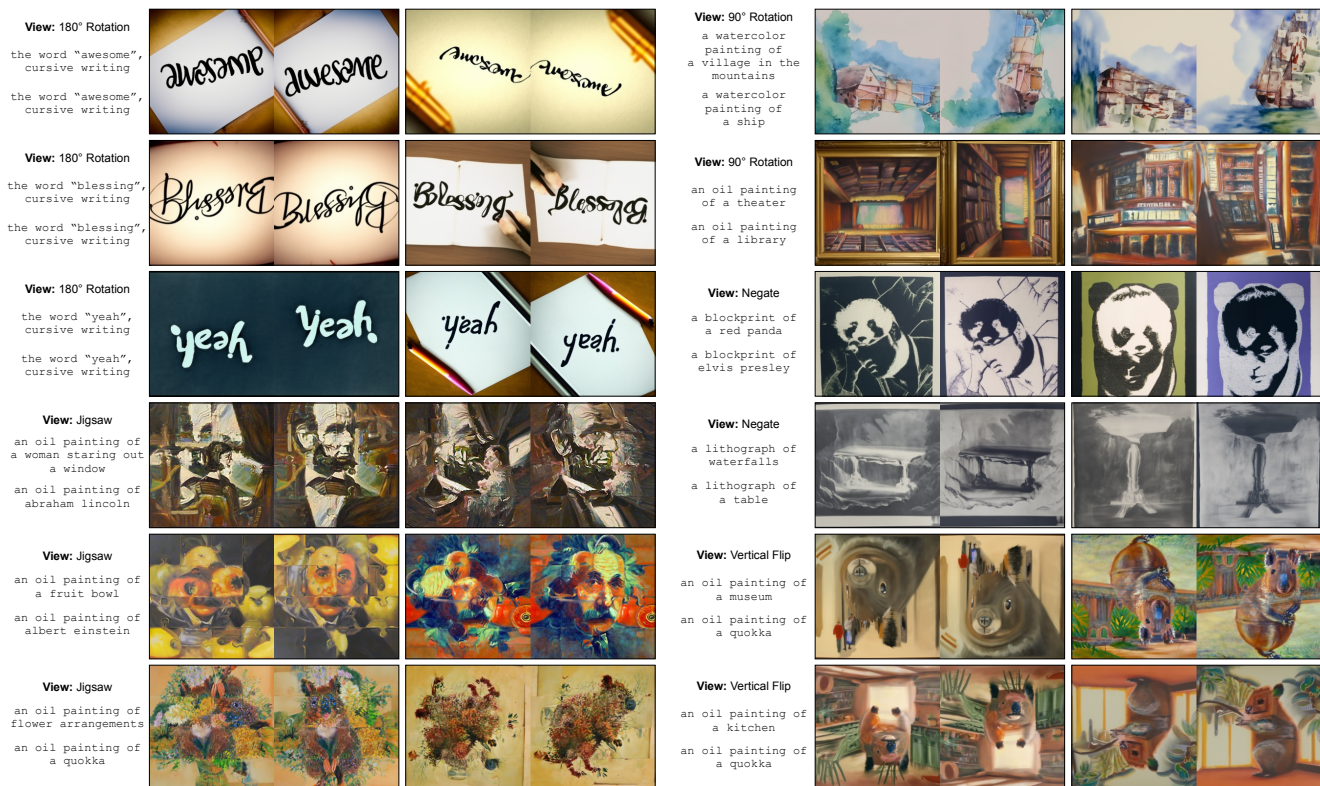 View: 180° Rotation
the word “awesome”,
cursive writing
the word “awesome”,
cursive writing
awesome
awesome
awesome
awesome
View: 180° Rotation
the word “blessing”,
cursive writing
the word “blessing”,
cursive writing
View: 180° Rotation
the word “yeah”,
cursive writing
the word “yeah”,
cursive writing
yeah
yeah
yeah
yeah
View: Jigsaw
an oil painting of
a woman staring out
a window
an oil painting of
abraham lincoln
View: Jigsaw
an oil painting of
a fruit bowl
an oil painting of
albert einstein
View: Jigsaw
an oil painting of
flower arrangements
an oil painting of
a quokka
View: 90° Rotation
a watercolor
painting of
a village in the
mountains
a watercolor
painting of
a ship
View: 90° Rotation
an oil painting
of a theater
an oil painting
of a library
View: Negate
a blockprint of
a red panda
a blockprint of
elvis presley
View: Negate
a lithograph of
waterfalls
a lithograph of
a table
View: Vertical Flip
an oil painting of
a museum
an oil painting of
a quokka
View: Vertical Flip
an oil painting of
a kitchen
an oil painting of
a quokka